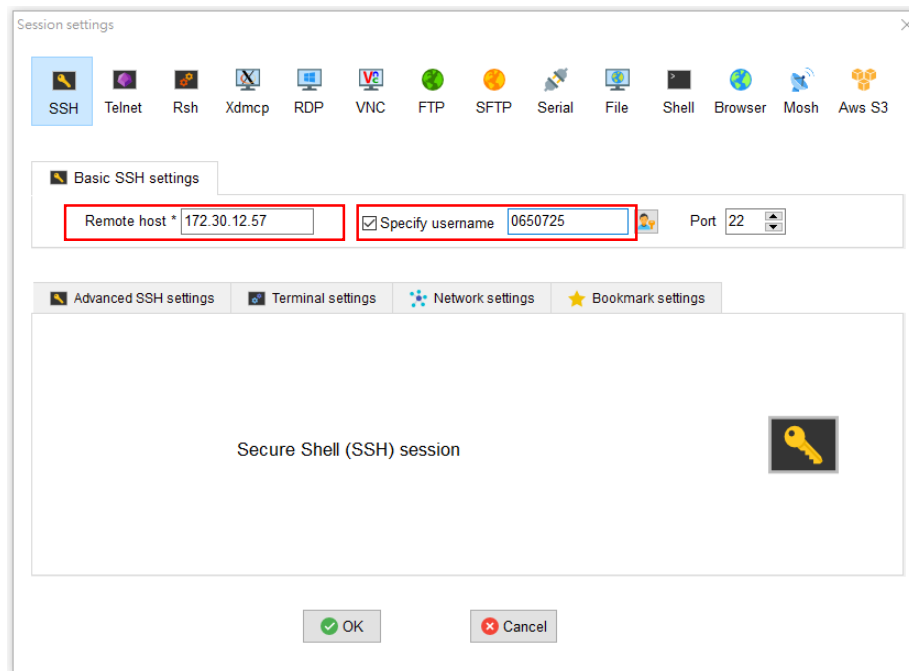 Session settings
SSH Telnet Rsh Xdmcp RDP VNC FTP SFTP Serial File Shell Browser Mosh Aws S3
Basic SSH settings
Remote host * 172.30.12.57 Specify username 0650725 Port 22
Advanced SSH settings Terminal settings Network settings Bookmark settings
Secure Shell (SSH) session
OK Cancel